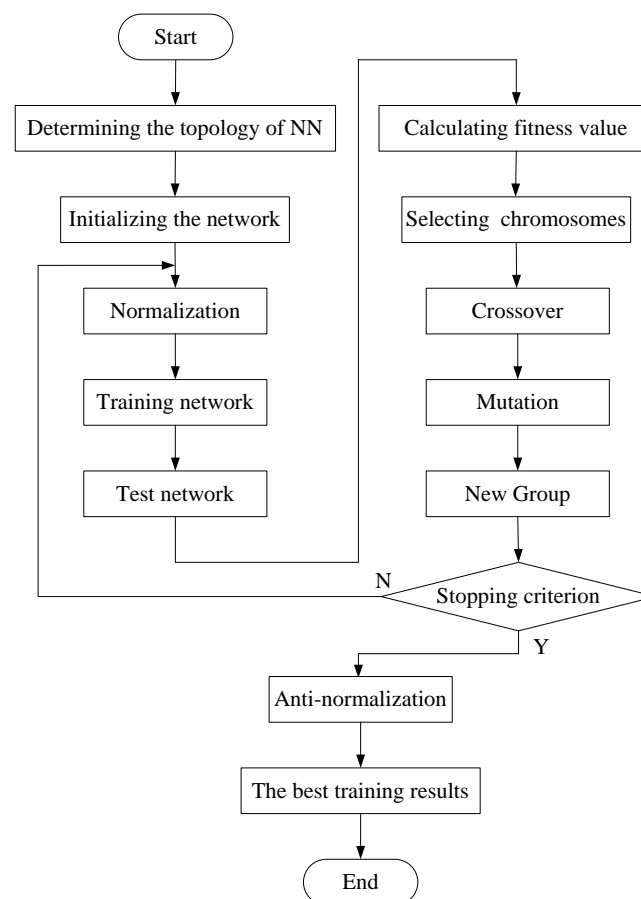 Start
Determining the topology of NN
Initializing the network
Normalization
Training network
Test network
Calculating fitness value
Selecting chromosomes
Crossover
Mutation
New Group
Stopping criterion
N
Y
Anti-normalization
The best training results
End